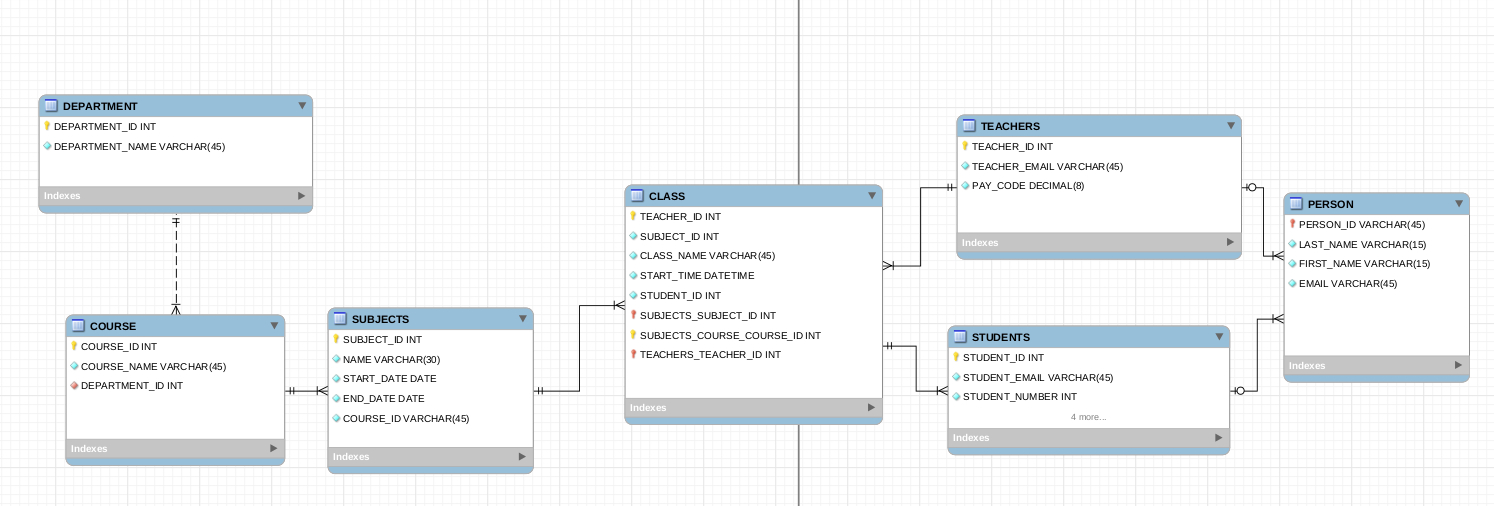 DEPARTMENT
DEPARTMENT_ID INT
DEPARTMENT_NAME VARCHAR(45)
Indexes
COURSE
COURSE_ID INT
COURSE_NAME VARCHAR(45)
DEPARTMENT_ID INT
Indexes
SUBJECTS
SUBJECT_ID INT
NAME VARCHAR(30)
START_DATE DATE
END_DATE DATE
COURSE_ID VARCHAR(45)
Indexes
CLASS
TEACHER_ID INT
SUBJECT_ID INT
CLASS_NAME VARCHAR(45)
START_TIME DATETIME
STUDENT_ID INT
SUBJECTS_SUBJECT_ID INT
SUBJECTS_COURSE_COURSE_ID INT
TEACHERS_TEACHER_ID INT
Indexes
TEACHERS
TEACHER_ID INT
TEACHER_EMAIL VARCHAR(45)
PAY_CODE DECIMAL(8)
Indexes
STUDENTS
STUDENT_ID INT
STUDENT_EMAIL VARCHAR(45)
STUDENT_NUMBER INT
4 more...
Indexes
PERSON
PERSON_ID VARCHAR(45)
LAST_NAME VARCHAR(15)
FIRST_NAME VARCHAR(15)
EMAIL VARCHAR(45)
Indexes